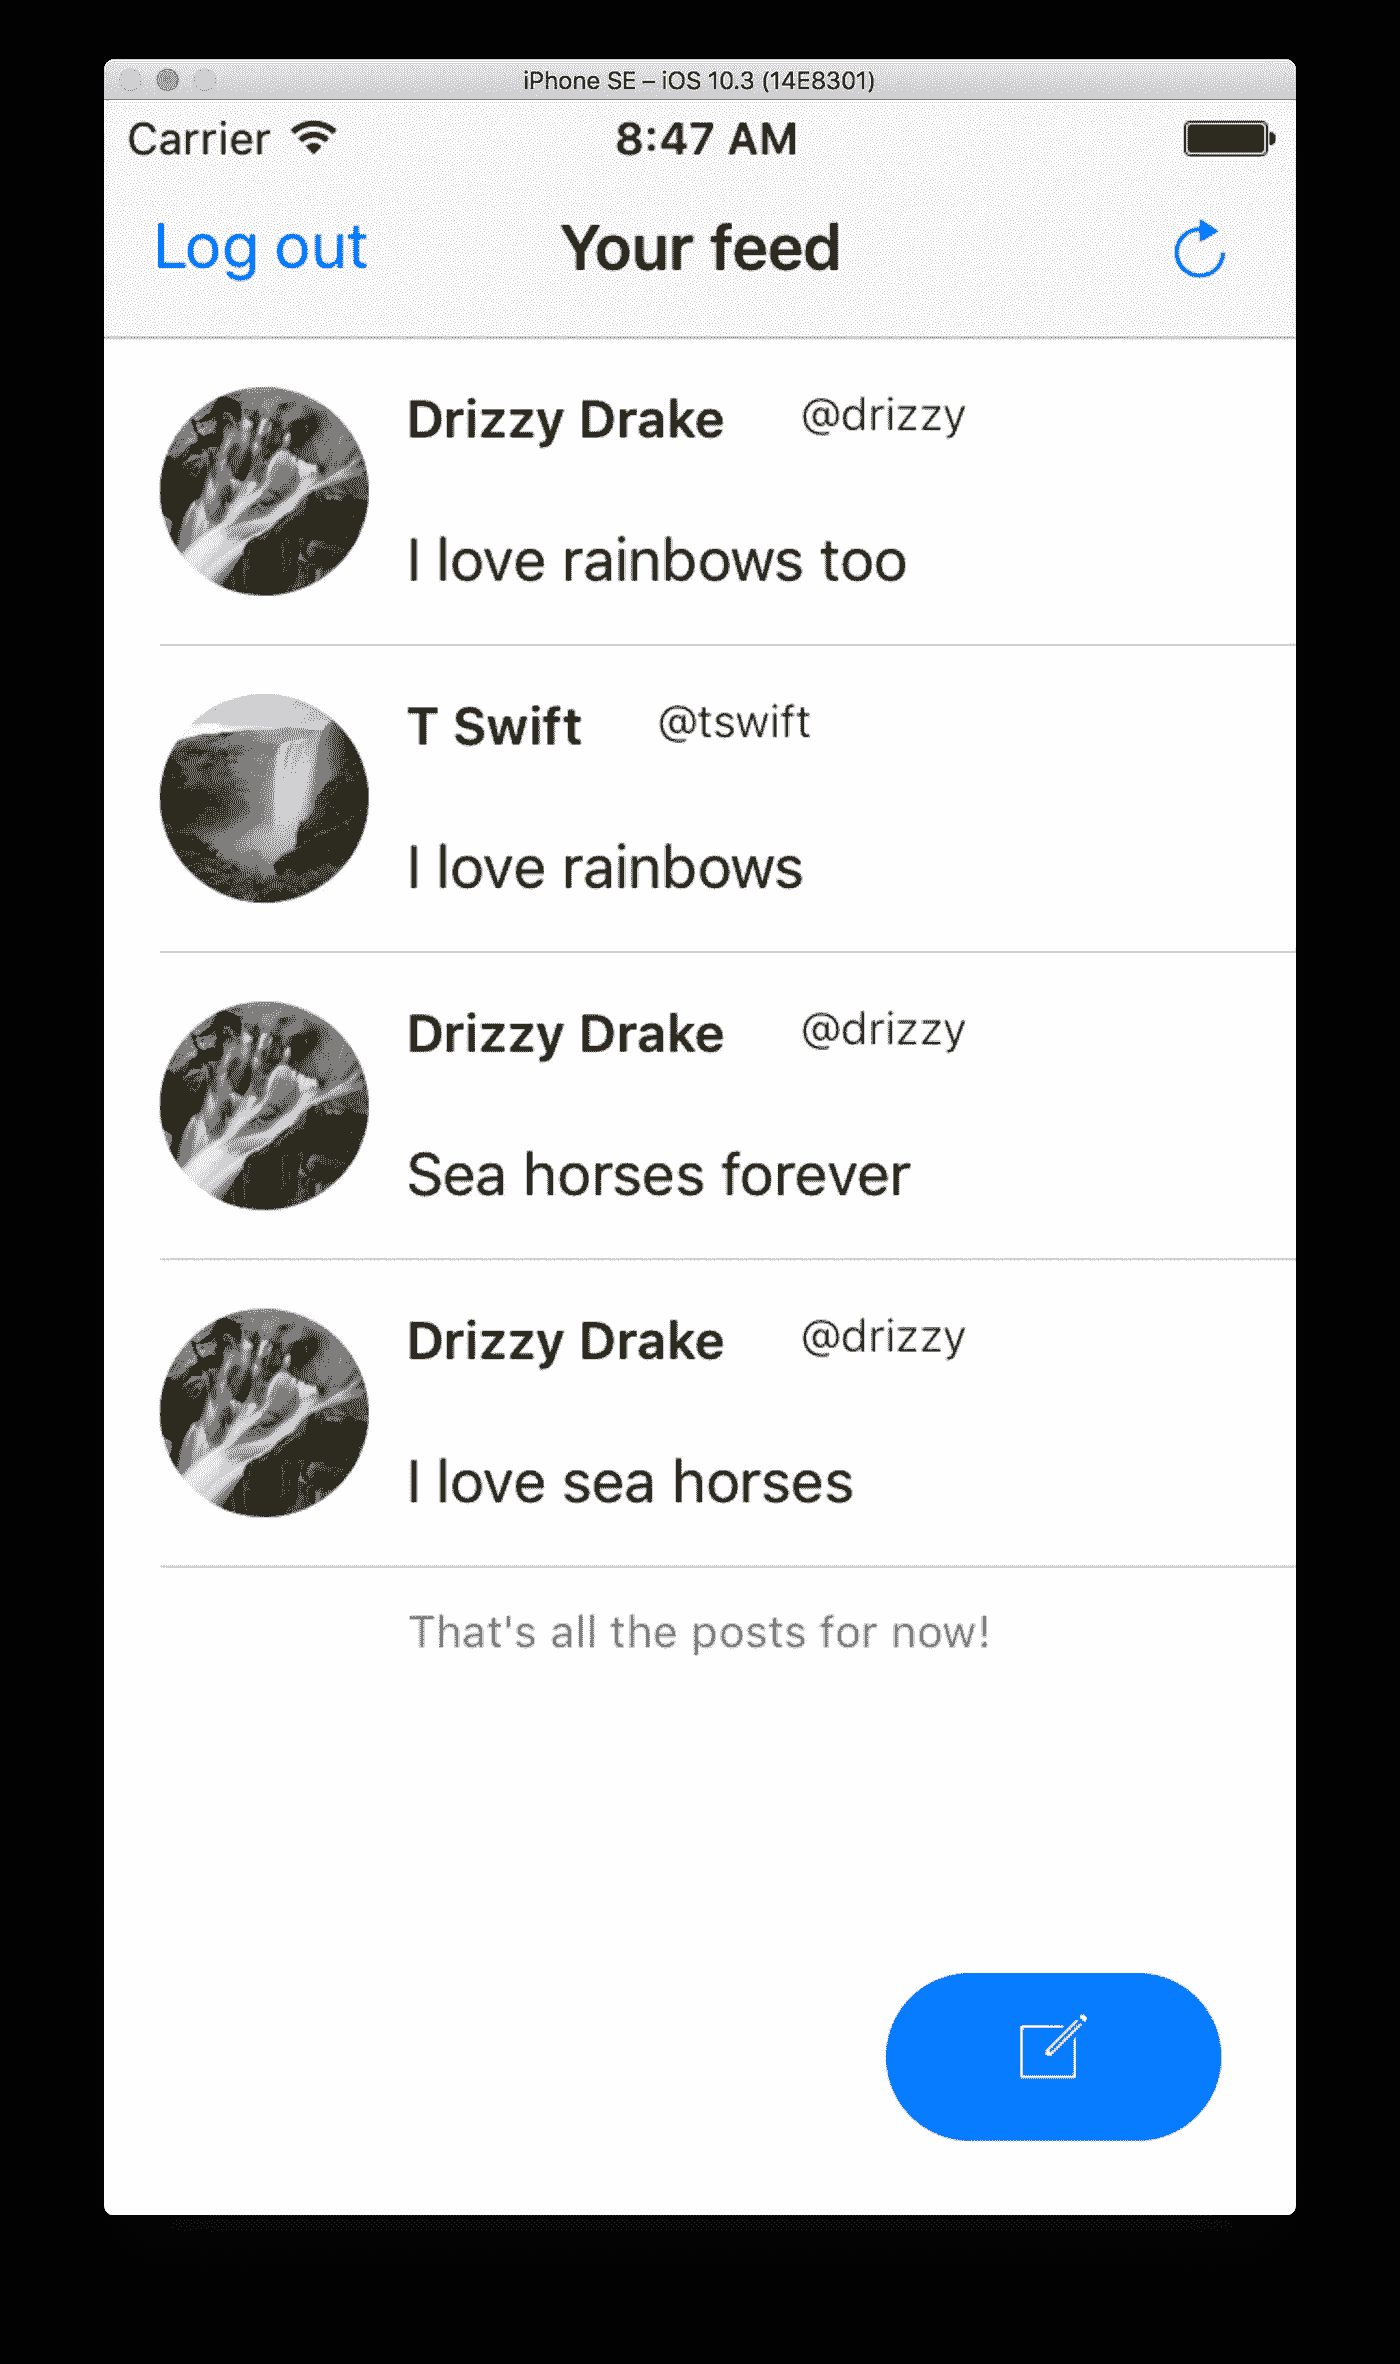 iPhone SE – iOS 10.3 (14E8301)
Carrier 8:47 AM
Log out Your feed
Drizzy Drake @drizzy
I love rainbows too
T Swift @tswift
I love rainbows
Drizzy Drake @drizzy
Sea horses forever
Drizzy Drake @drizzy
I love sea horses
That's all the posts for now!